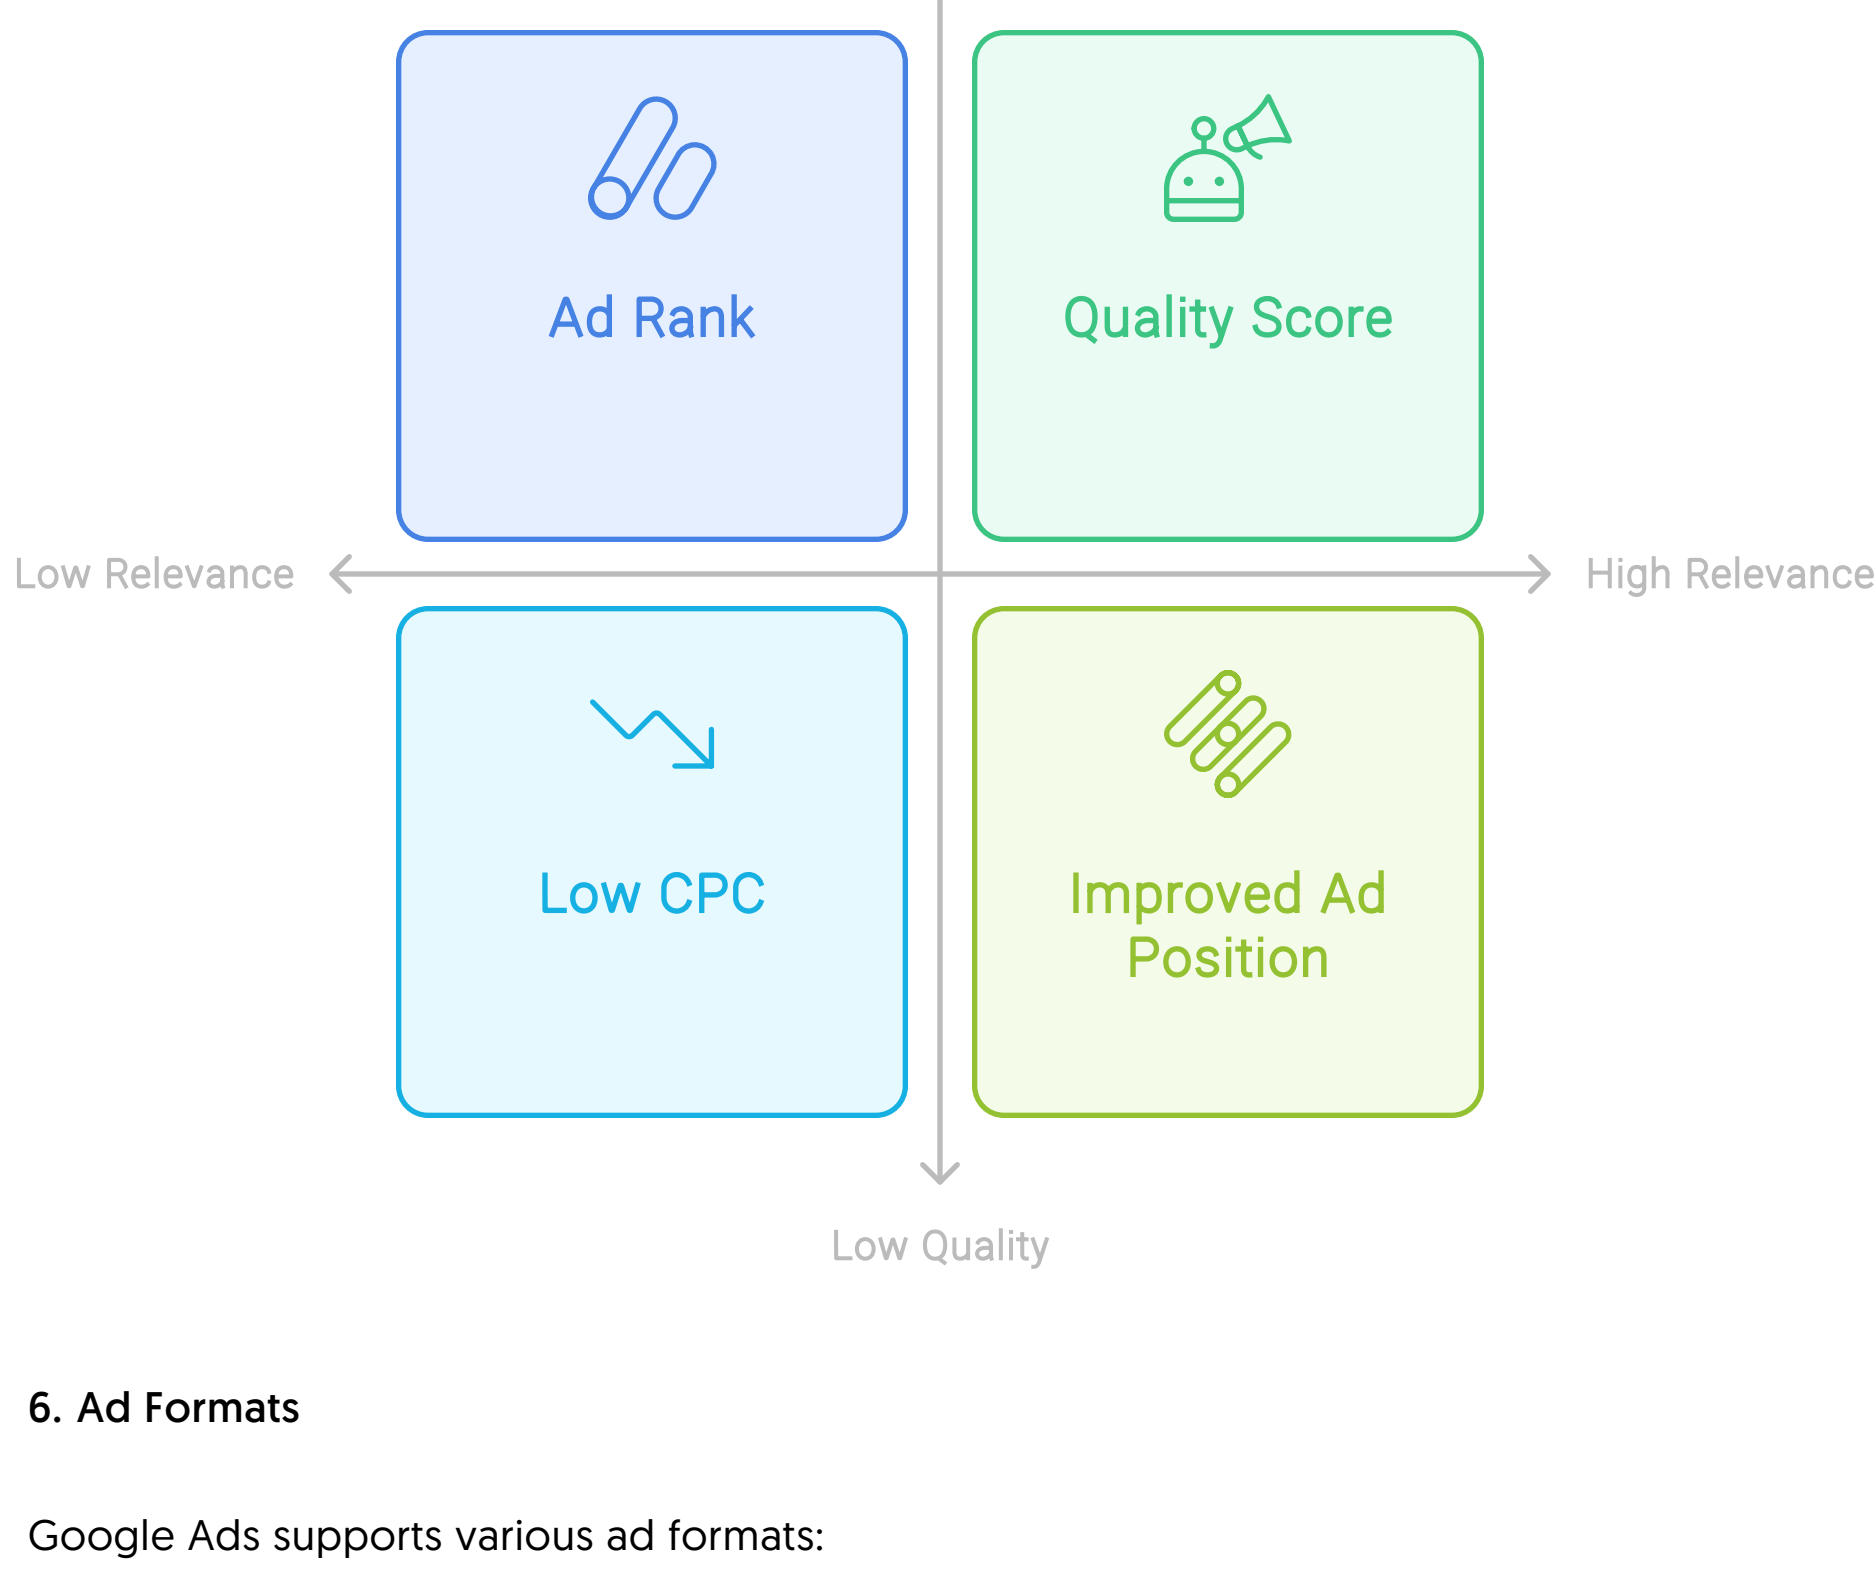 Ad Rank
Quality Score
Low Relevance
High Relevance
Low CPC
Improved Ad
Position
Low Quality
6. Ad Formats
Google Ads supports various ad formats: